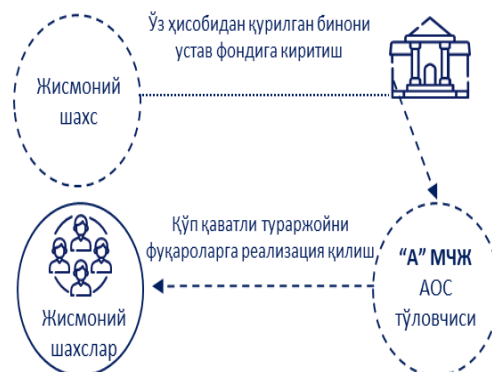 Ўз ҳисобидан қурилган бинони
устав фондига киритиш
Жисмоний
шахс
Кўп қаватли тураржойни
фуқароларга реализация қилиш
"А" МЧЖ
АОС
тўловчиси
Жисмоний
шахслар